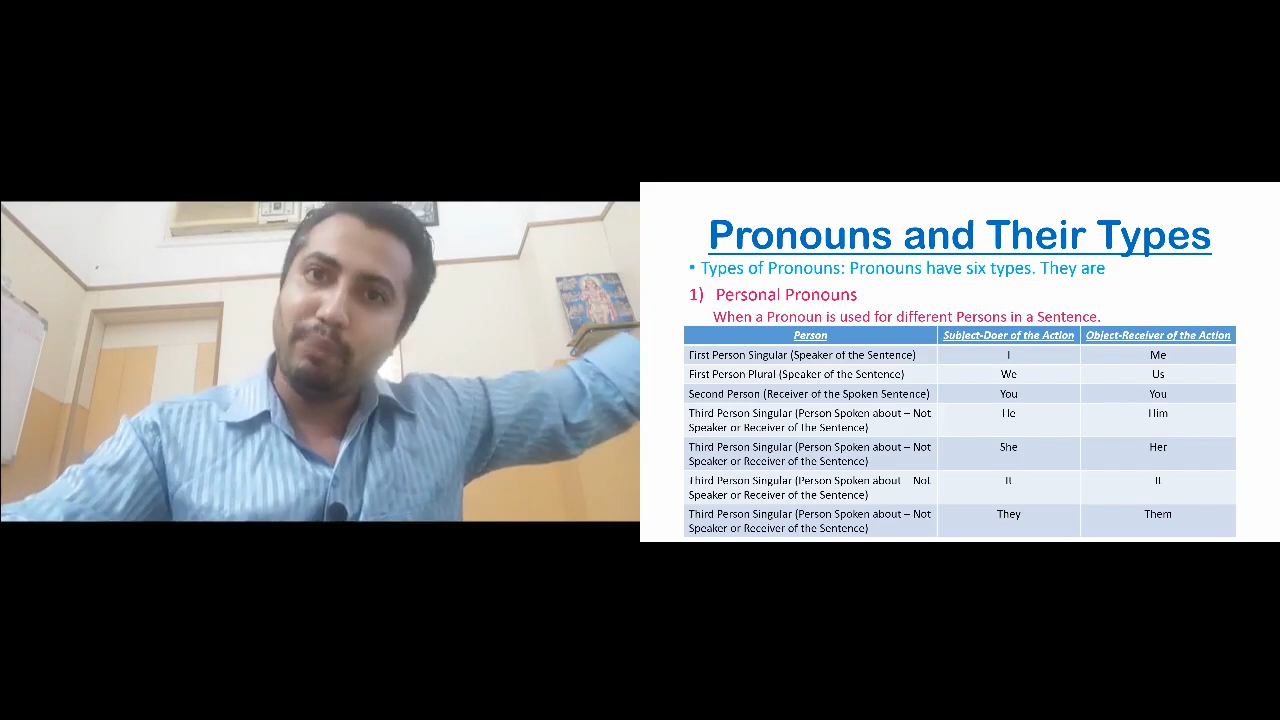 Pronouns and Their Types
• Types of Pronouns: Pronouns have six types. They are
1) Personal Pronouns
When a Pronoun is used for different Persons in a Sentence.
Person Subject-Doer of the Action Object-Receiver of the Action
First Person Singular (Speaker of the Sentence) I Me
First Person Plural (Speaker of the Sentence) We Us
Second Person (Receiver of the Spoken Sentence) You You
Third Person Singular (Person Spoken about – Not He Him
Speaker or Receiver of the Sentence)
Third Person Singular (Person Spoken about – Not She Her
Speaker or Receiver of the Sentence)
Third Person Singular (Person Spoken about – Not It It
Speaker or Receiver of the Sentence)
Third Person Singular (Person Spoken about – Not They Them
Speaker or Receiver of the Sentence)